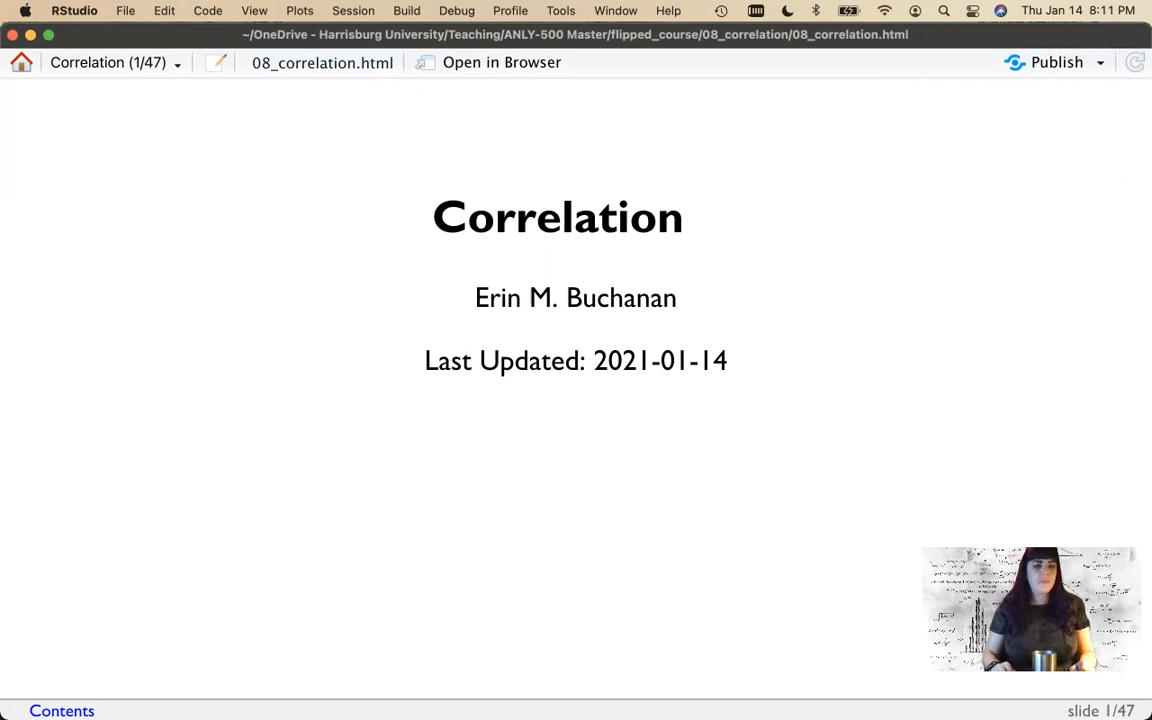 RStudio File Edit Code View Plots Session Build Debug Profile Tools Window Help Thu Jan 14 8:11 PM
~/OneDrive - Harrisburg University/Teaching/ANLY-500 Master/flipped_course/08_correlation/08_correlation.html
Correlation (1/47) 08_correlation.html Open in Browser Publish
Correlation
Erin M. Buchanan
Last Updated: 2021-01-14
Contents slide 1/47